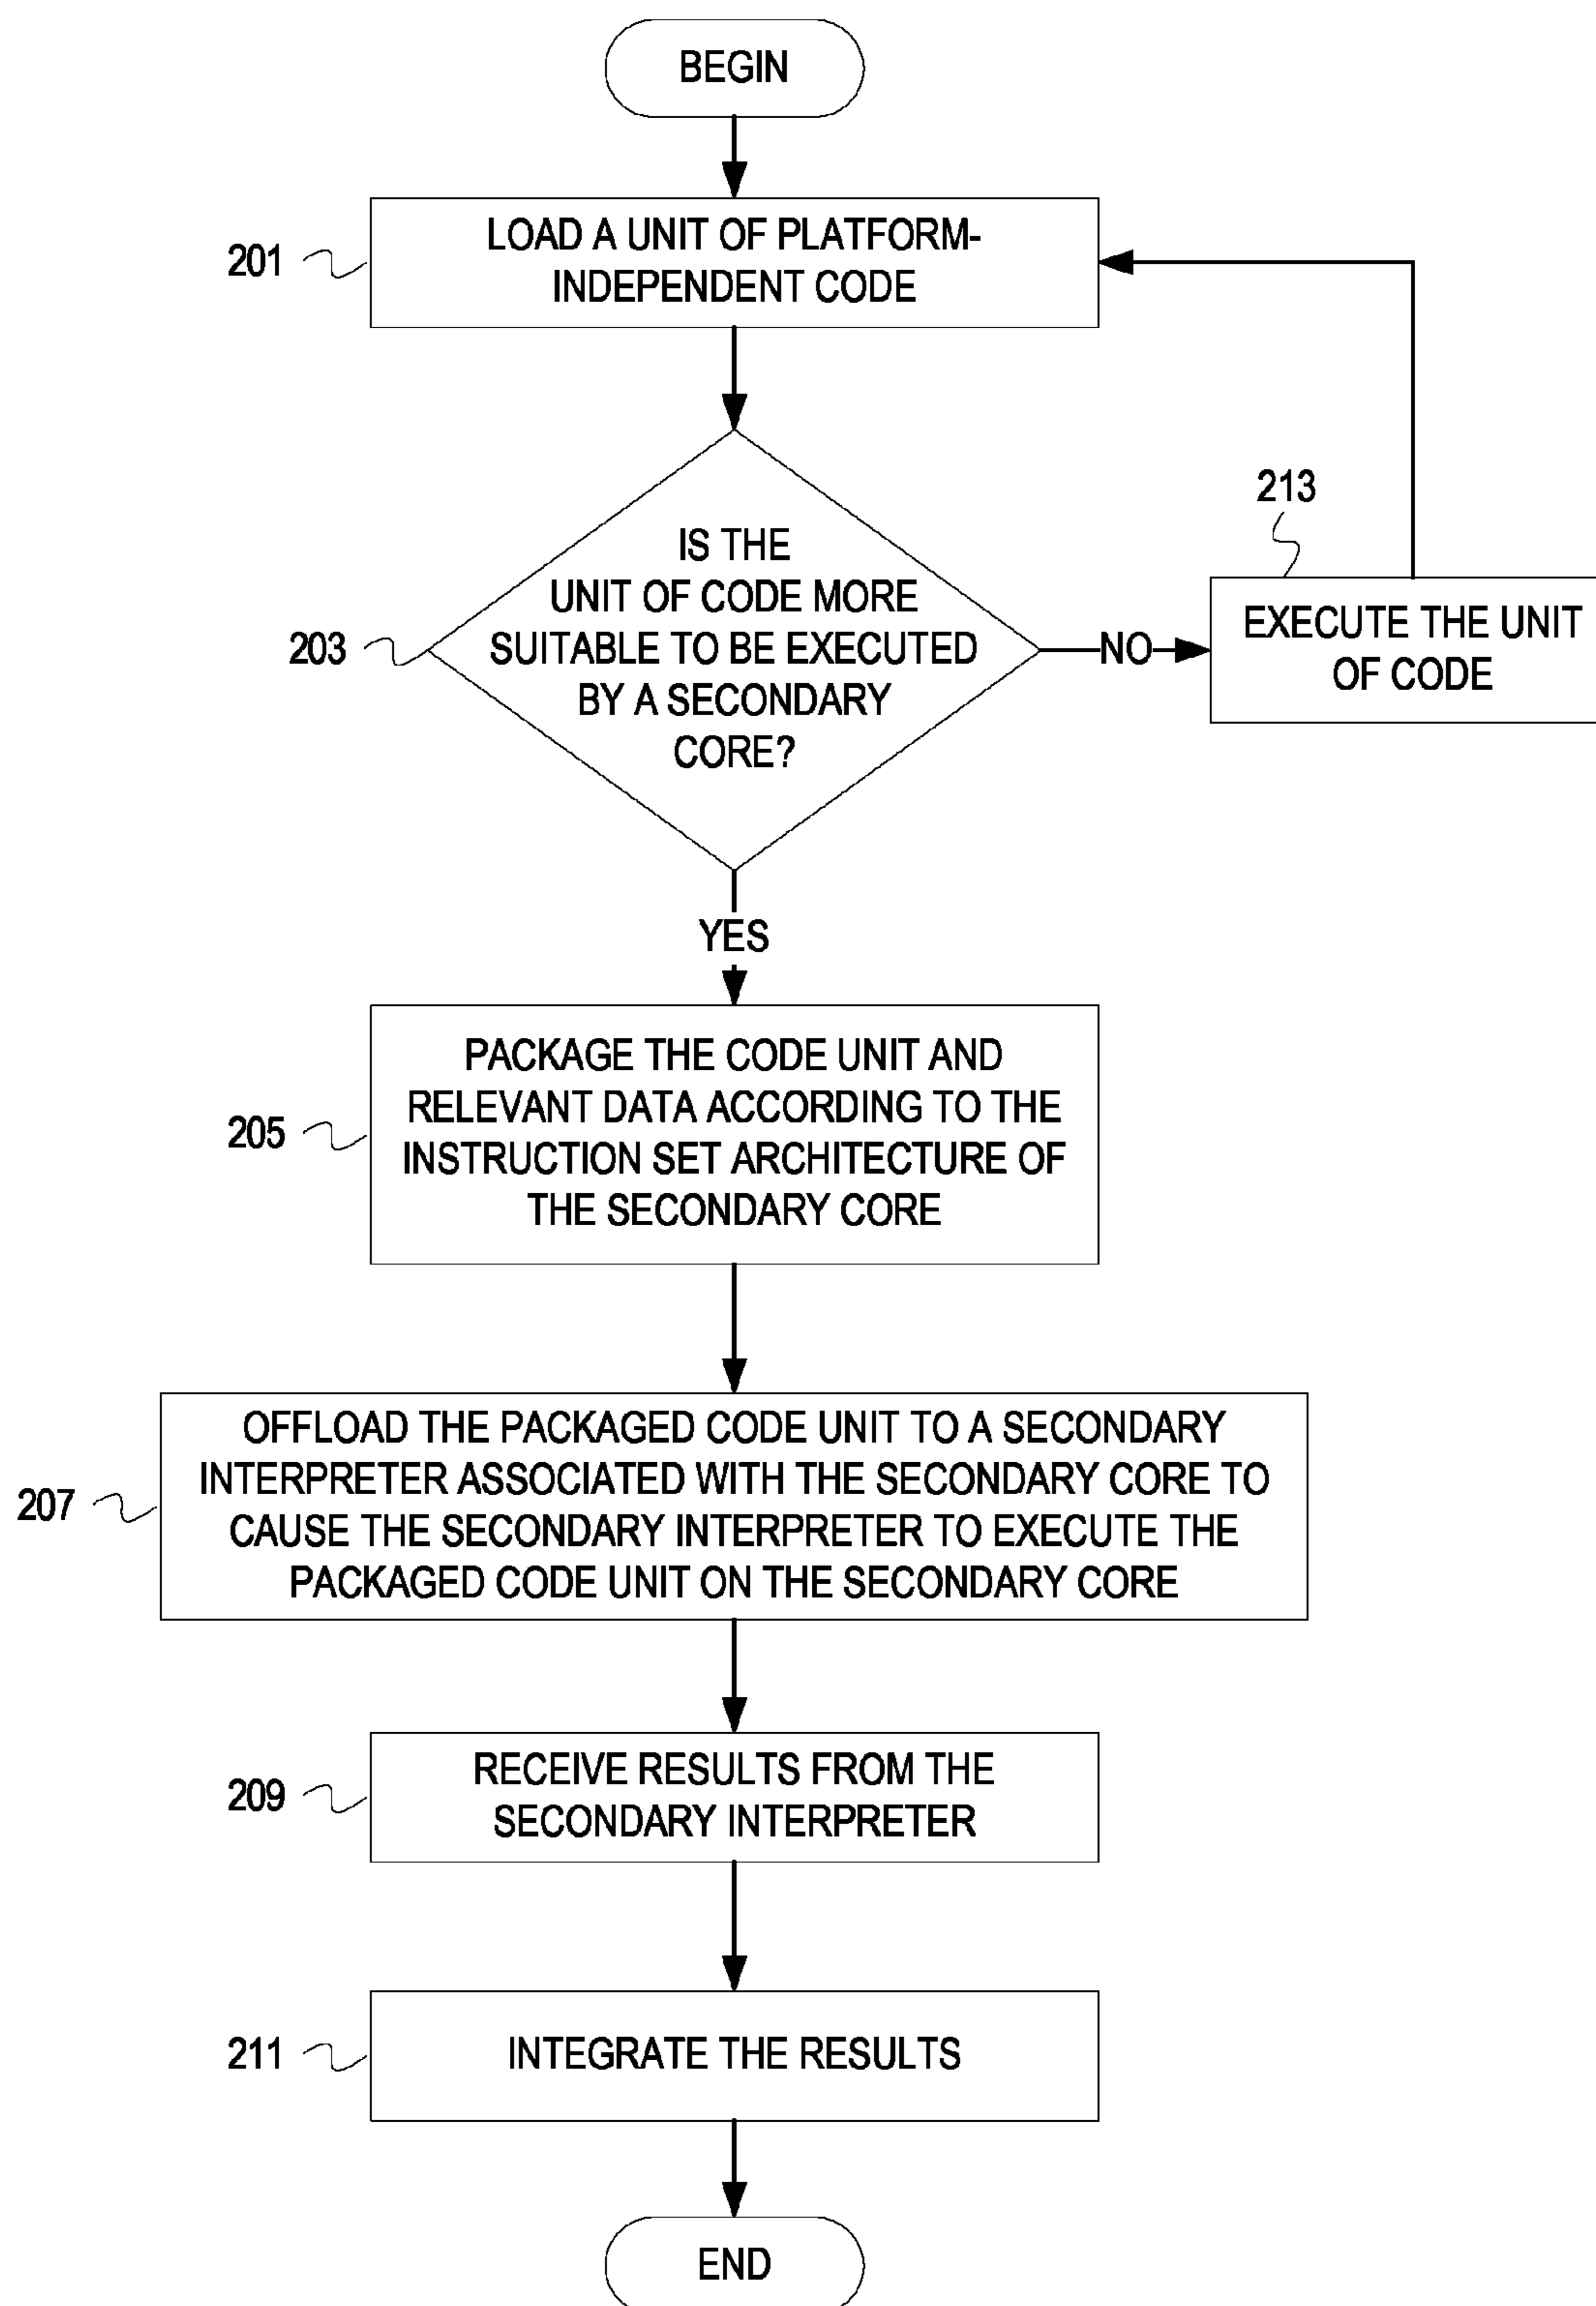 BEGIN
201
LOAD A UNIT OF PLATFORM-
INDEPENDENT CODE
203
IS THE
UNIT OF CODE MORE
SUITABLE TO BE EXECUTED
BY A SECONDARY
CORE?
NO
213
EXECUTE THE UNIT
OF CODE
YES
205
PACKAGE THE CODE UNIT AND
RELEVANT DATA ACCORDING TO THE
INSTRUCTION SET ARCHITECTURE OF
THE SECONDARY CORE
207
OFFLOAD THE PACKAGED CODE UNIT TO A SECONDARY
INTERPRETER ASSOCIATED WITH THE SECONDARY CORE TO
CAUSE THE SECONDARY INTERPRETER TO EXECUTE THE
PACKAGED CODE UNIT ON THE SECONDARY CORE
209
RECEIVE RESULTS FROM THE
SECONDARY INTERPRETER
211
INTEGRATE THE RESULTS
END